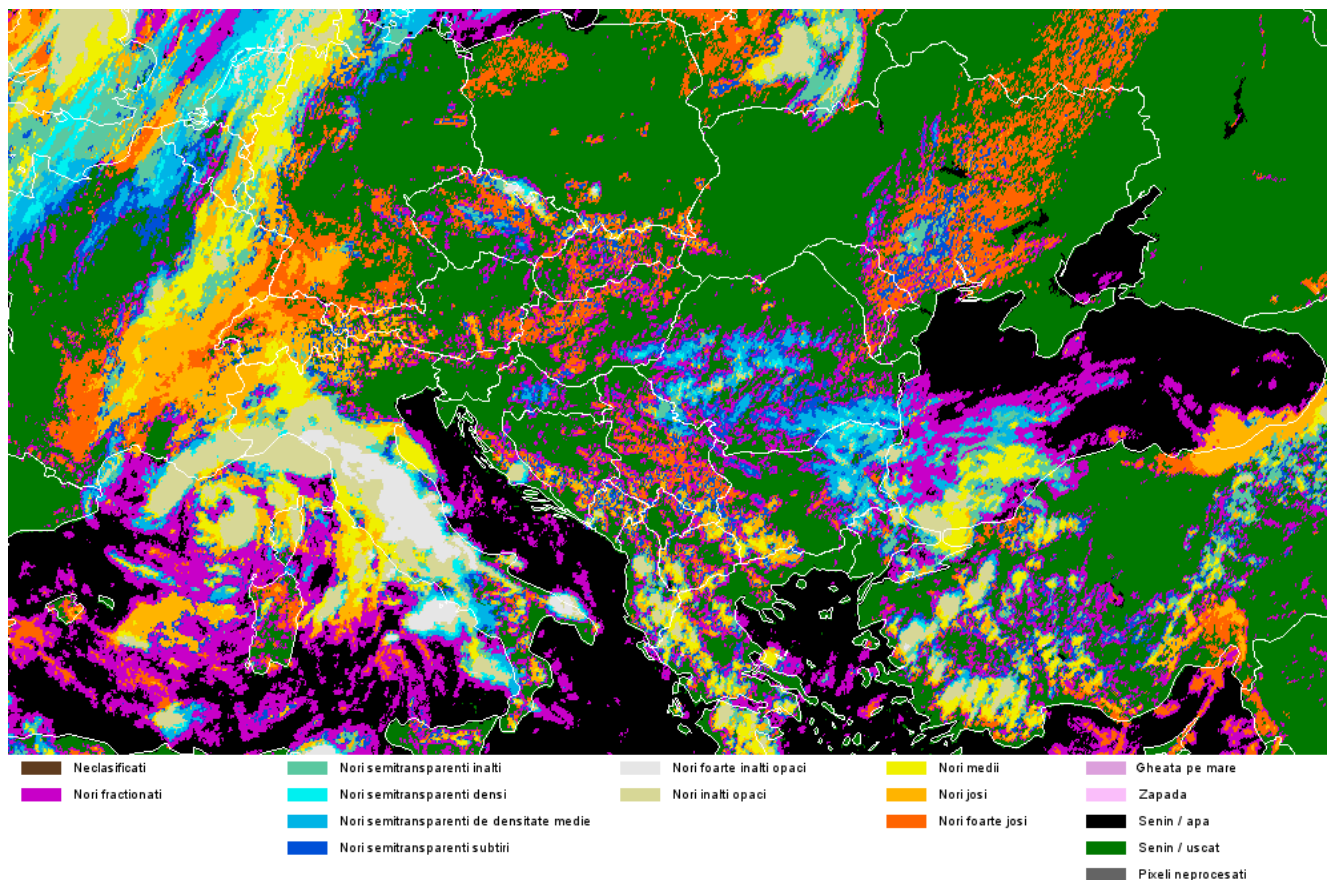 Neclasificati
Nori fractionati
Nori semitransparenti inalti
Nori semitransparenti densi
Nori semitransparenti de densitate medie
Nori semitransparenti subtiri
Nori foarte inalti opaci
Nori inalti opaci
Nori medii
Nori josi
Nori foarte josi
Gheata pe mare
Zapada
Senin / apa
Senin / uscat
Pixeli neprocesati